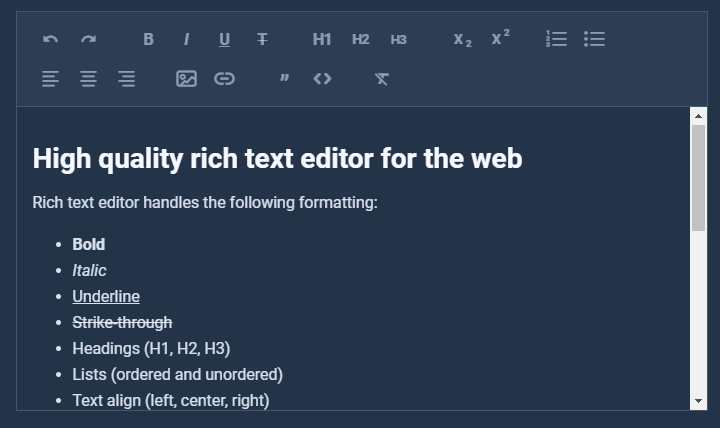 B I U T H1 H2 H3 X2 X2
High quality rich text editor for the web
Rich text editor handles the following formatting:
• Bold
• Italic
• Underline
• Strike-through
• Headings (H1, H2, H3)
• Lists (ordered and unordered)
• Text align (left, center, right)